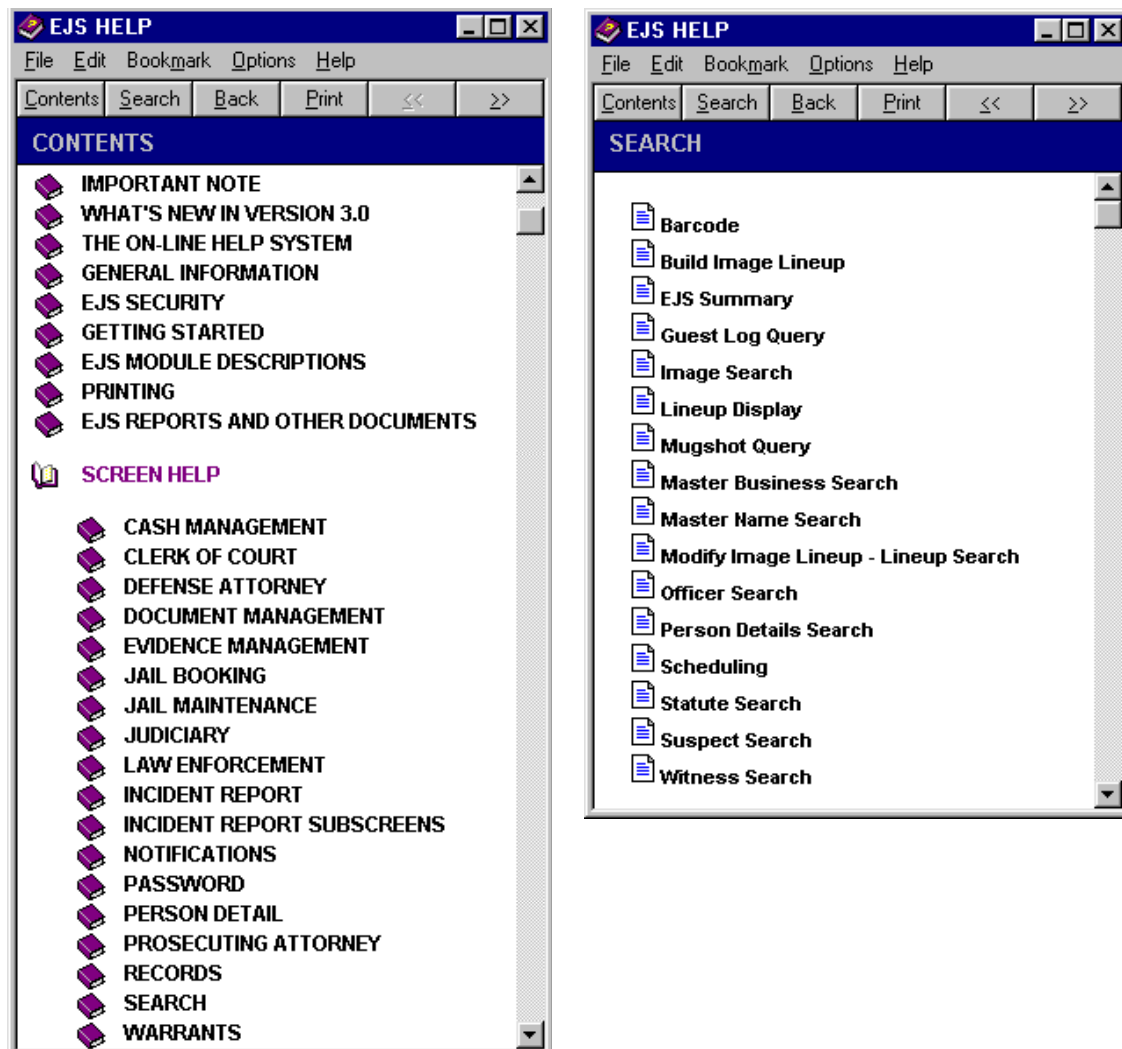 EJS HELP
File Edit Bookmark Options Help
Contents Search Back Print << >>
CONTENTS
IMPORTANT NOTE
WHAT'S NEW IN VERSION 3.0
THE ON-LINE HELP SYSTEM
GENERAL INFORMATION
EJS SECURITY
GETTING STARTED
EJS MODULE DESCRIPTIONS
PRINTING
EJS REPORTS AND OTHER DOCUMENTS
SCREEN HELP
CASH MANAGEMENT
CLERK OF COURT
DEFENSE ATTORNEY
DOCUMENT MANAGEMENT
EVIDENCE MANAGEMENT
JAIL BOOKING
JAIL MAINTENANCE
JUDICIARY
LAW ENFORCEMENT
INCIDENT REPORT
INCIDENT REPORT SUBSCREENS
NOTIFICATIONS
PASSWORD
PERSON DETAIL
PROSECUTING ATTORNEY
RECORDS
SEARCH
WARRANTS
EJS HELP
File Edit Bookmark Options Help
Contents Search Back Print << >>
SEARCH
Barcode
Build Image Lineup
EJS Summary
Guest Log Query
Image Search
Lineup Display
Mugshot Query
Master Business Search
Master Name Search
Modify Image Lineup - Lineup Search
Officer Search
Person Details Search
Scheduling
Statute Search
Suspect Search
Witness Search